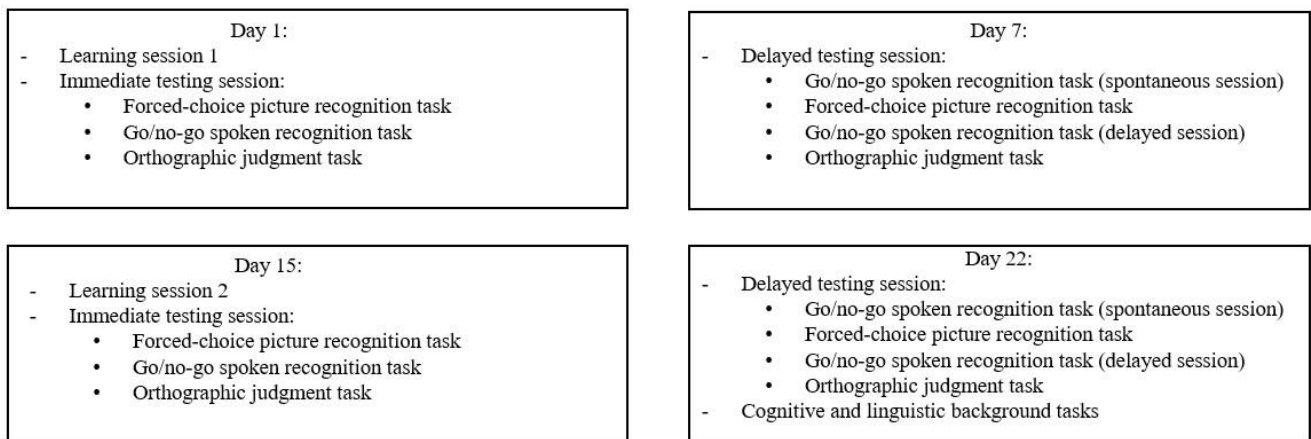 Day 1:
- Learning session 1
- Immediate testing session:
• Forced-choice picture recognition task
• Go/no-go spoken recognition task
• Orthographic judgment task
Day 7:
- Delayed testing session:
• Go/no-go spoken recognition task (spontaneous session)
• Forced-choice picture recognition task
• Go/no-go spoken recognition task (delayed session)
• Orthographic judgment task
Day 15:
- Learning session 2
- Immediate testing session:
• Forced-choice picture recognition task
• Go/no-go spoken recognition task
• Orthographic judgment task
Day 22:
- Delayed testing session:
• Go/no-go spoken recognition task (spontaneous session)
• Forced-choice picture recognition task
• Go/no-go spoken recognition task (delayed session)
• Orthographic judgment task
- Cognitive and linguistic background tasks